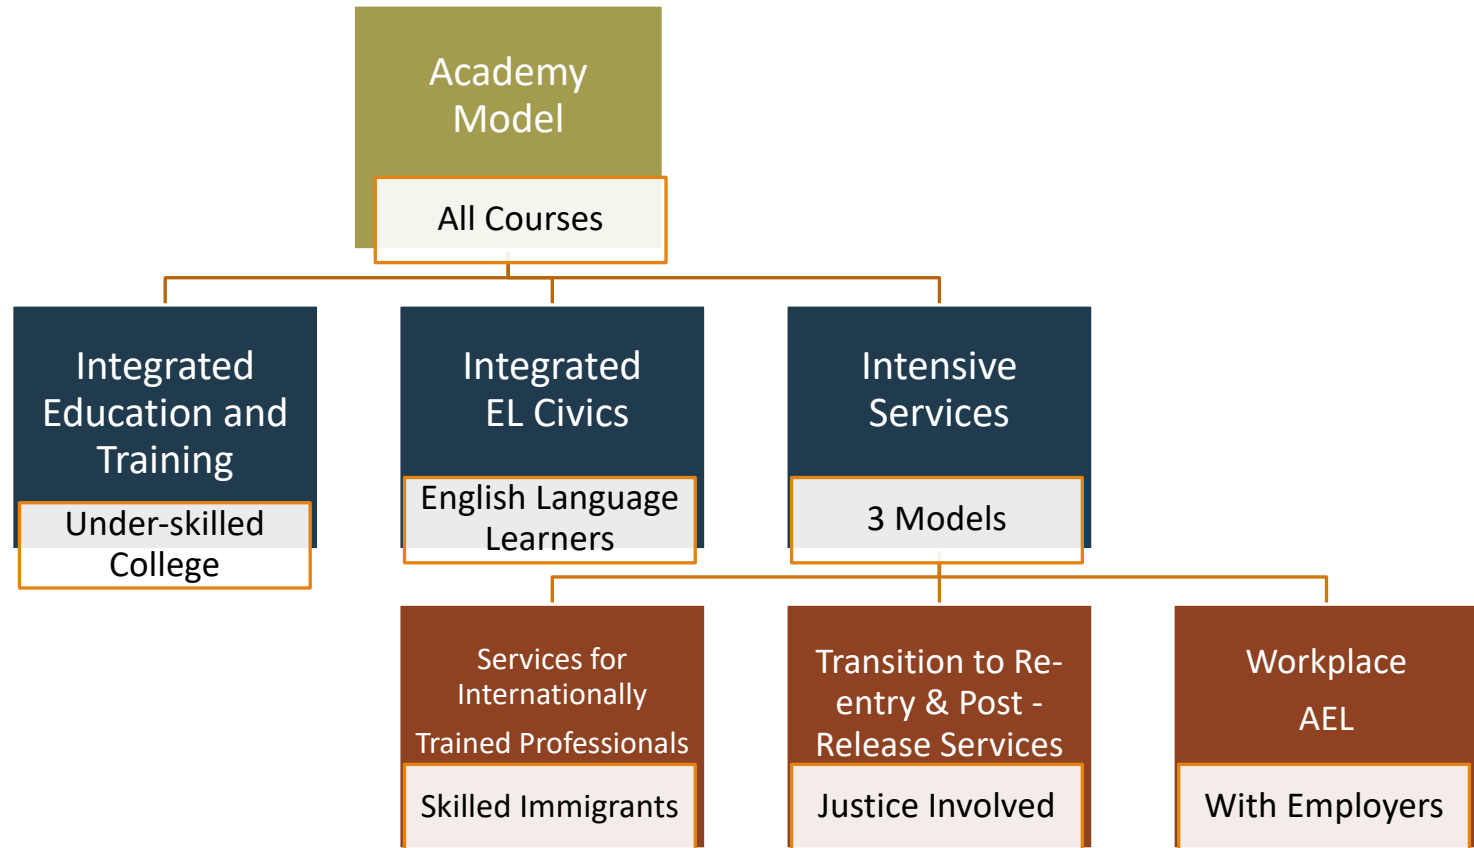 Academy
Model
All Courses
Integrated
Education and
Training
Under-skilled
College
Integrated
EL Civics
English Language
Learners
Intensive
Services
3 Models
Services for
Internationally
Trained Professionals
Skilled Immigrants
Transition to Re-
entry & Post -
Release Services
Justice Involved
Workplace
AEL
With Employers